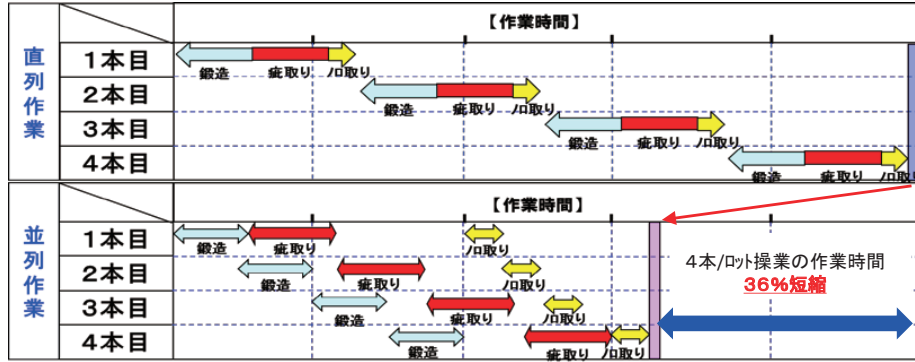 【作業時間】
直列作業
1本目
鍛造
疵取り
ﾉﾛ取り
2本目
鍛造
疵取り
ﾉﾛ取り
3本目
鍛造
疵取り
ﾉﾛ取り
4本目
鍛造
疵取り
ﾉﾛ取り
【作業時間】
並列作業
1本目
鍛造
疵取り
ﾉﾛ取り
2本目
鍛造
疵取り
ﾉﾛ取り
3本目
鍛造
疵取り
ﾉﾛ取り
4本目
鍛造
疵取り
ﾉﾛ取り
4本/ﾛｯﾄ操業の作業時間
36%短縮